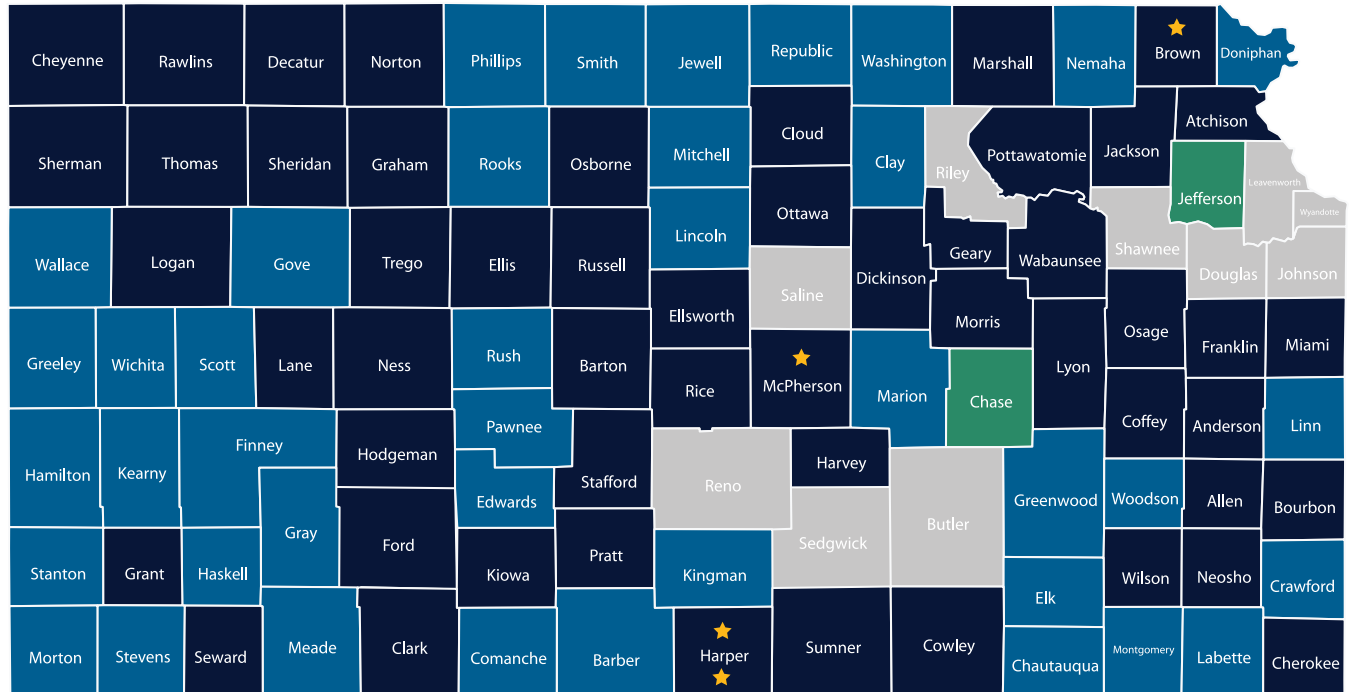 Cheyenne
Rawlins
Decatur
Norton
Phillips
Smith
Jewell
Republic
Washington
Marshall
Nemaha
Brown
Doniphan
Sherman
Thomas
Sheridan
Graham
Rooks
Osborne
Mitchell
Cloud
Clay
Riley
Pottawatomie
Jackson
Atchison
Jefferson
Leavenworth
Wyandotte
Wallace
Logan
Gove
Trego
Ellis
Russell
Lincoln
Ottawa
Saline
Dickinson
Geary
Wabaunsee
Shawnee
Douglas
Johnson
Greeley
Wichita
Scott
Lane
Ness
Rush
Barton
Ellsworth
Rice
McPherson
Marion
Morris
Chase
Lyon
Osage
Franklin
Miami
Hamilton
Kearny
Finney
Hodgeman
Pawnee
Edwards
Stafford
Reno
Harvey
Butler
Greenwood
Coffey
Anderson
Linn
Woodson
Allen
Bourbon
Stanton
Grant
Haskell
Gray
Ford
Kiowa
Pratt
Kingman
Sedgwick
Elk
Wilson
Neosho
Crawford
Morton
Stevens
Seward
Meade
Clark
Comanche
Barber
Harper
Sumner
Cowley
Chautauqua
Montgomery
Labette
Cherokee